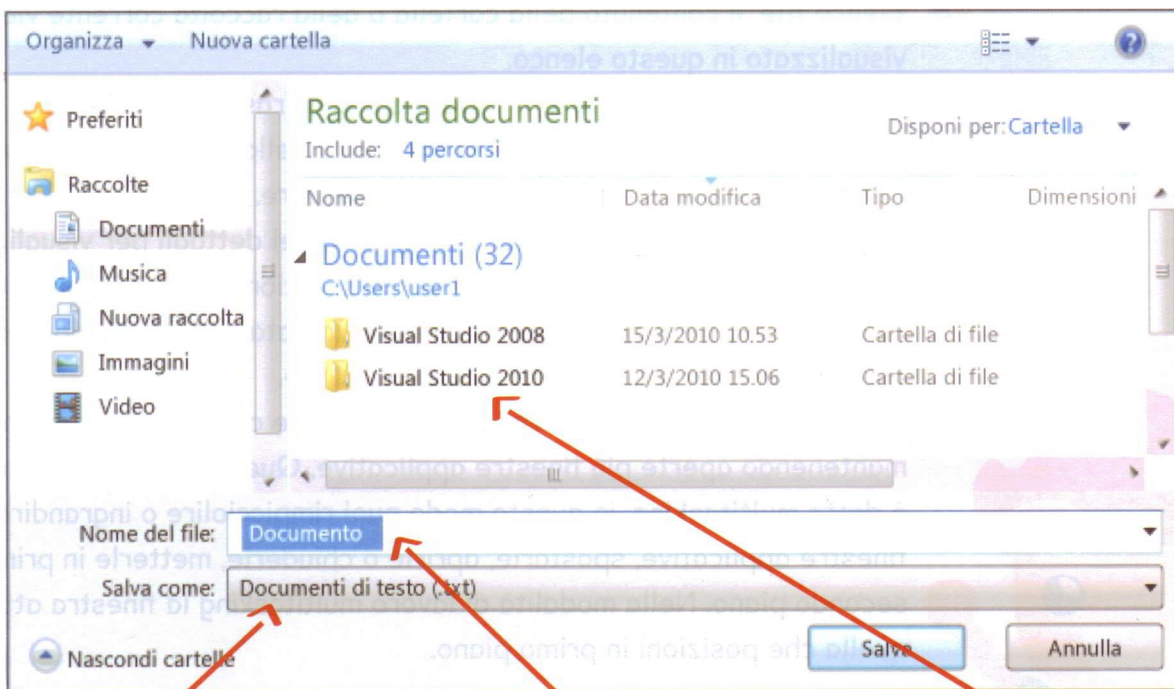 Organizza Nuova cartella
Preferiti
Raccolte
Documenti
Musica
Nuova raccolta
Immagini
Video
Raccolta documenti
Include: 4 percorsi
Disponi per: Cartella
Nome Data modifica Tipo Dimensioni
Documenti (32)
C:\Users\user1
Visual Studio 2008 15/3/2010 10.53 Cartella di file
Visual Studio 2010 12/3/2010 15.06 Cartella di file
Nome del file: Documento
Salva come: Documenti di testo (.txt)
Nascondi cartelle
Salva Annulla